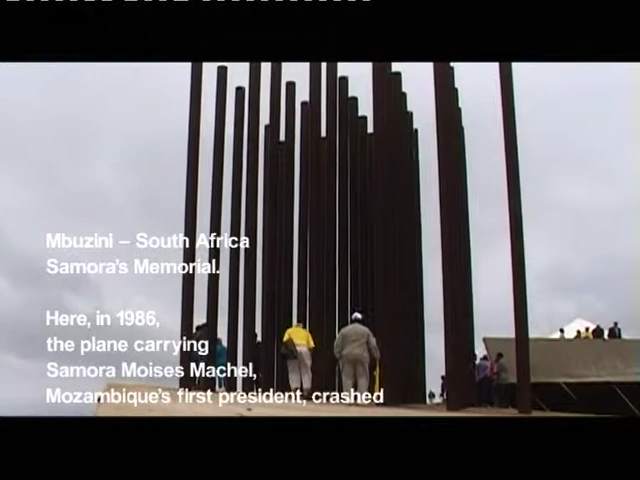 Mbuzini – South Africa
Samora's Memorial.
Here, in 1986,
the plane carrying
Samora Moises Machel,
Mozambique's first president, crashed